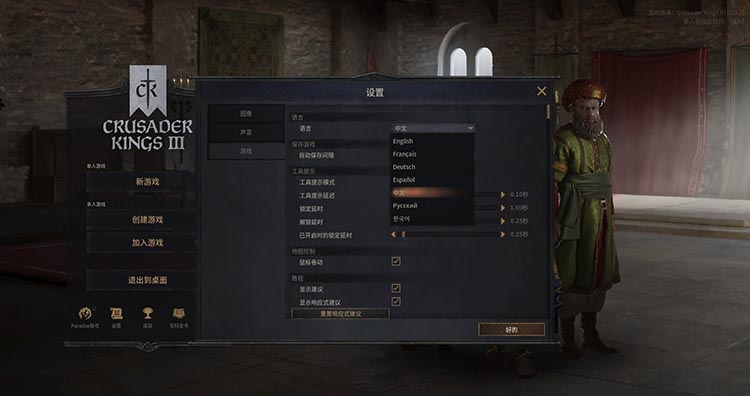 CK
CRUSADER
KINGS III
单人游戏
新游戏
多人游戏
创建游戏
加入游戏
退出到桌面
Paradox账号
设置
成就
百科全书
设置
图像
声音
游戏
语言
语言
中文
English
Français
Deutsch
Español
中文
Русский
한국어
保存游戏
自动保存间隔
工具提示
工具提示模式
工具提示延迟
0.10秒
锁定延时
1.50秒
解锁延时
0.25秒
已开启时的锁定延时
0.25秒
地图控制
鼠标卷动
教程
显示建议
显示响应式建议
重置响应式建议
好的